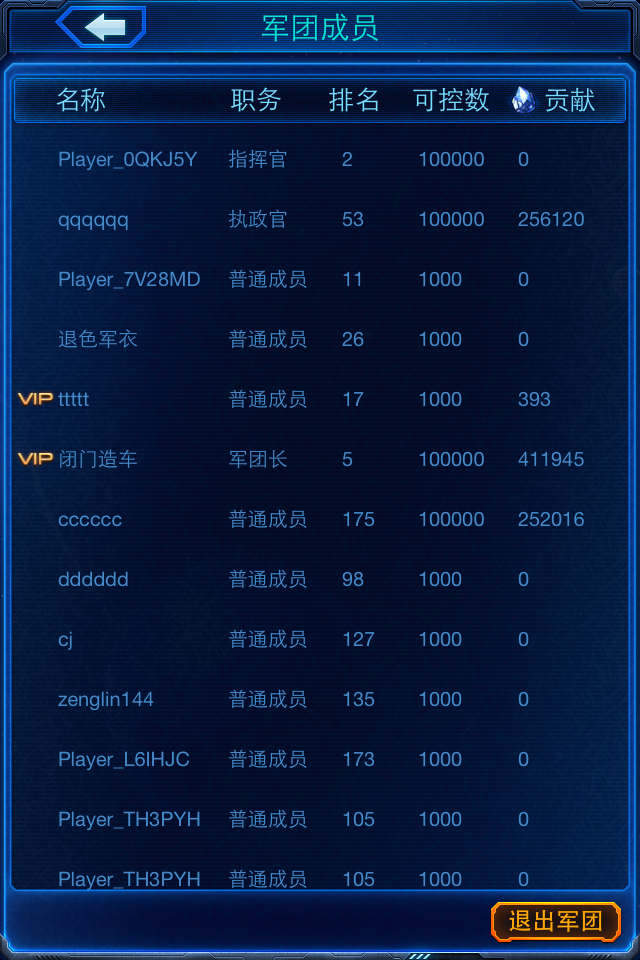 军团成员
名称 职务 排名 可控数 贡献
Player_0QKJ5Y 指挥官 2 100000 0
qqqqqq 执政官 53 100000 256120
Player_7V28MD 普通成员 11 1000 0
退色军衣 普通成员 26 1000 0
VIP ttttt 普通成员 17 1000 393
VIP 闭门造车 军团长 5 100000 411945
cccccc 普通成员 175 100000 252016
dddddd 普通成员 98 1000 0
cj 普通成员 127 1000 0
zenglin144 普通成员 135 1000 0
Player_L6IHJC 普通成员 173 1000 0
Player_TH3PYH 普通成员 105 1000 0
Player_TH3PYH 普通成员 105 1000 0
退出军团